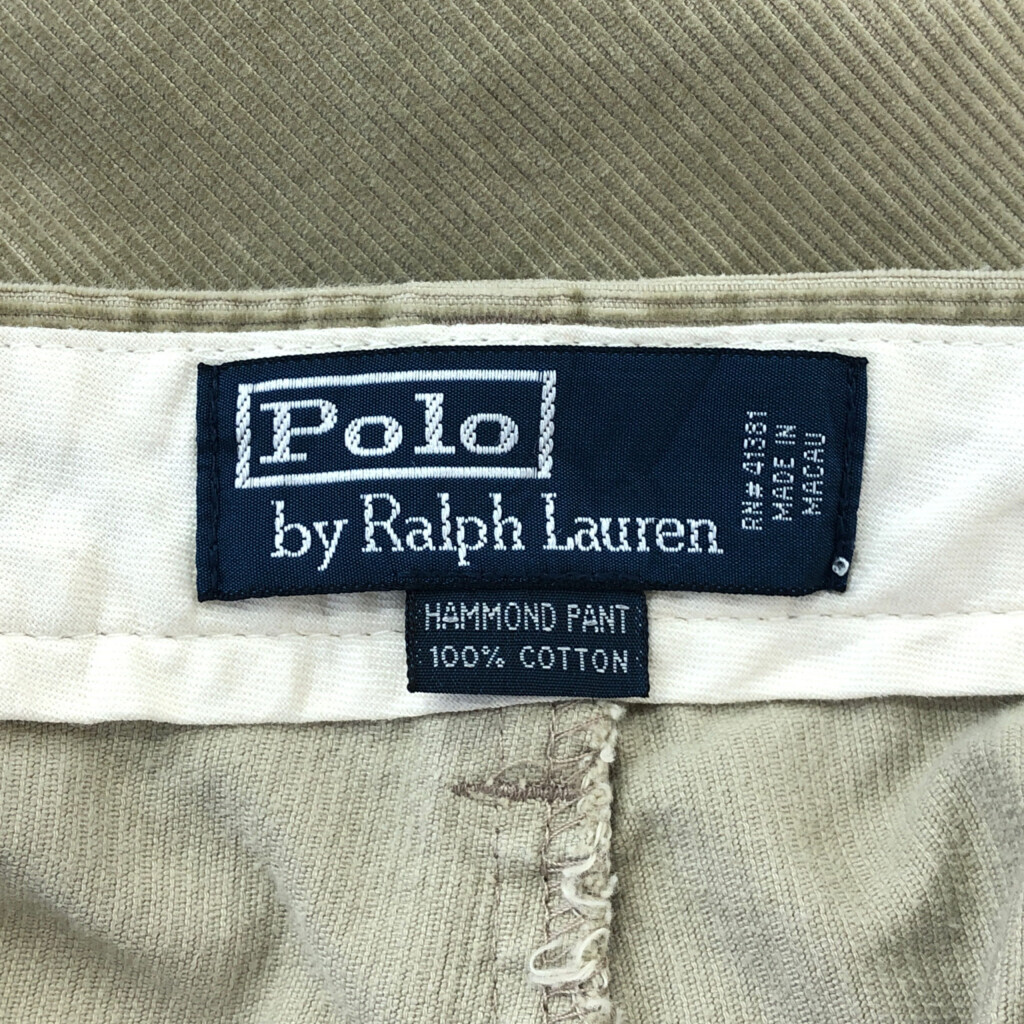 Polo
by Ralph Lauren
RN# 41381
MADE IN
MACAU
HAMMOND PANT
100% COTTON